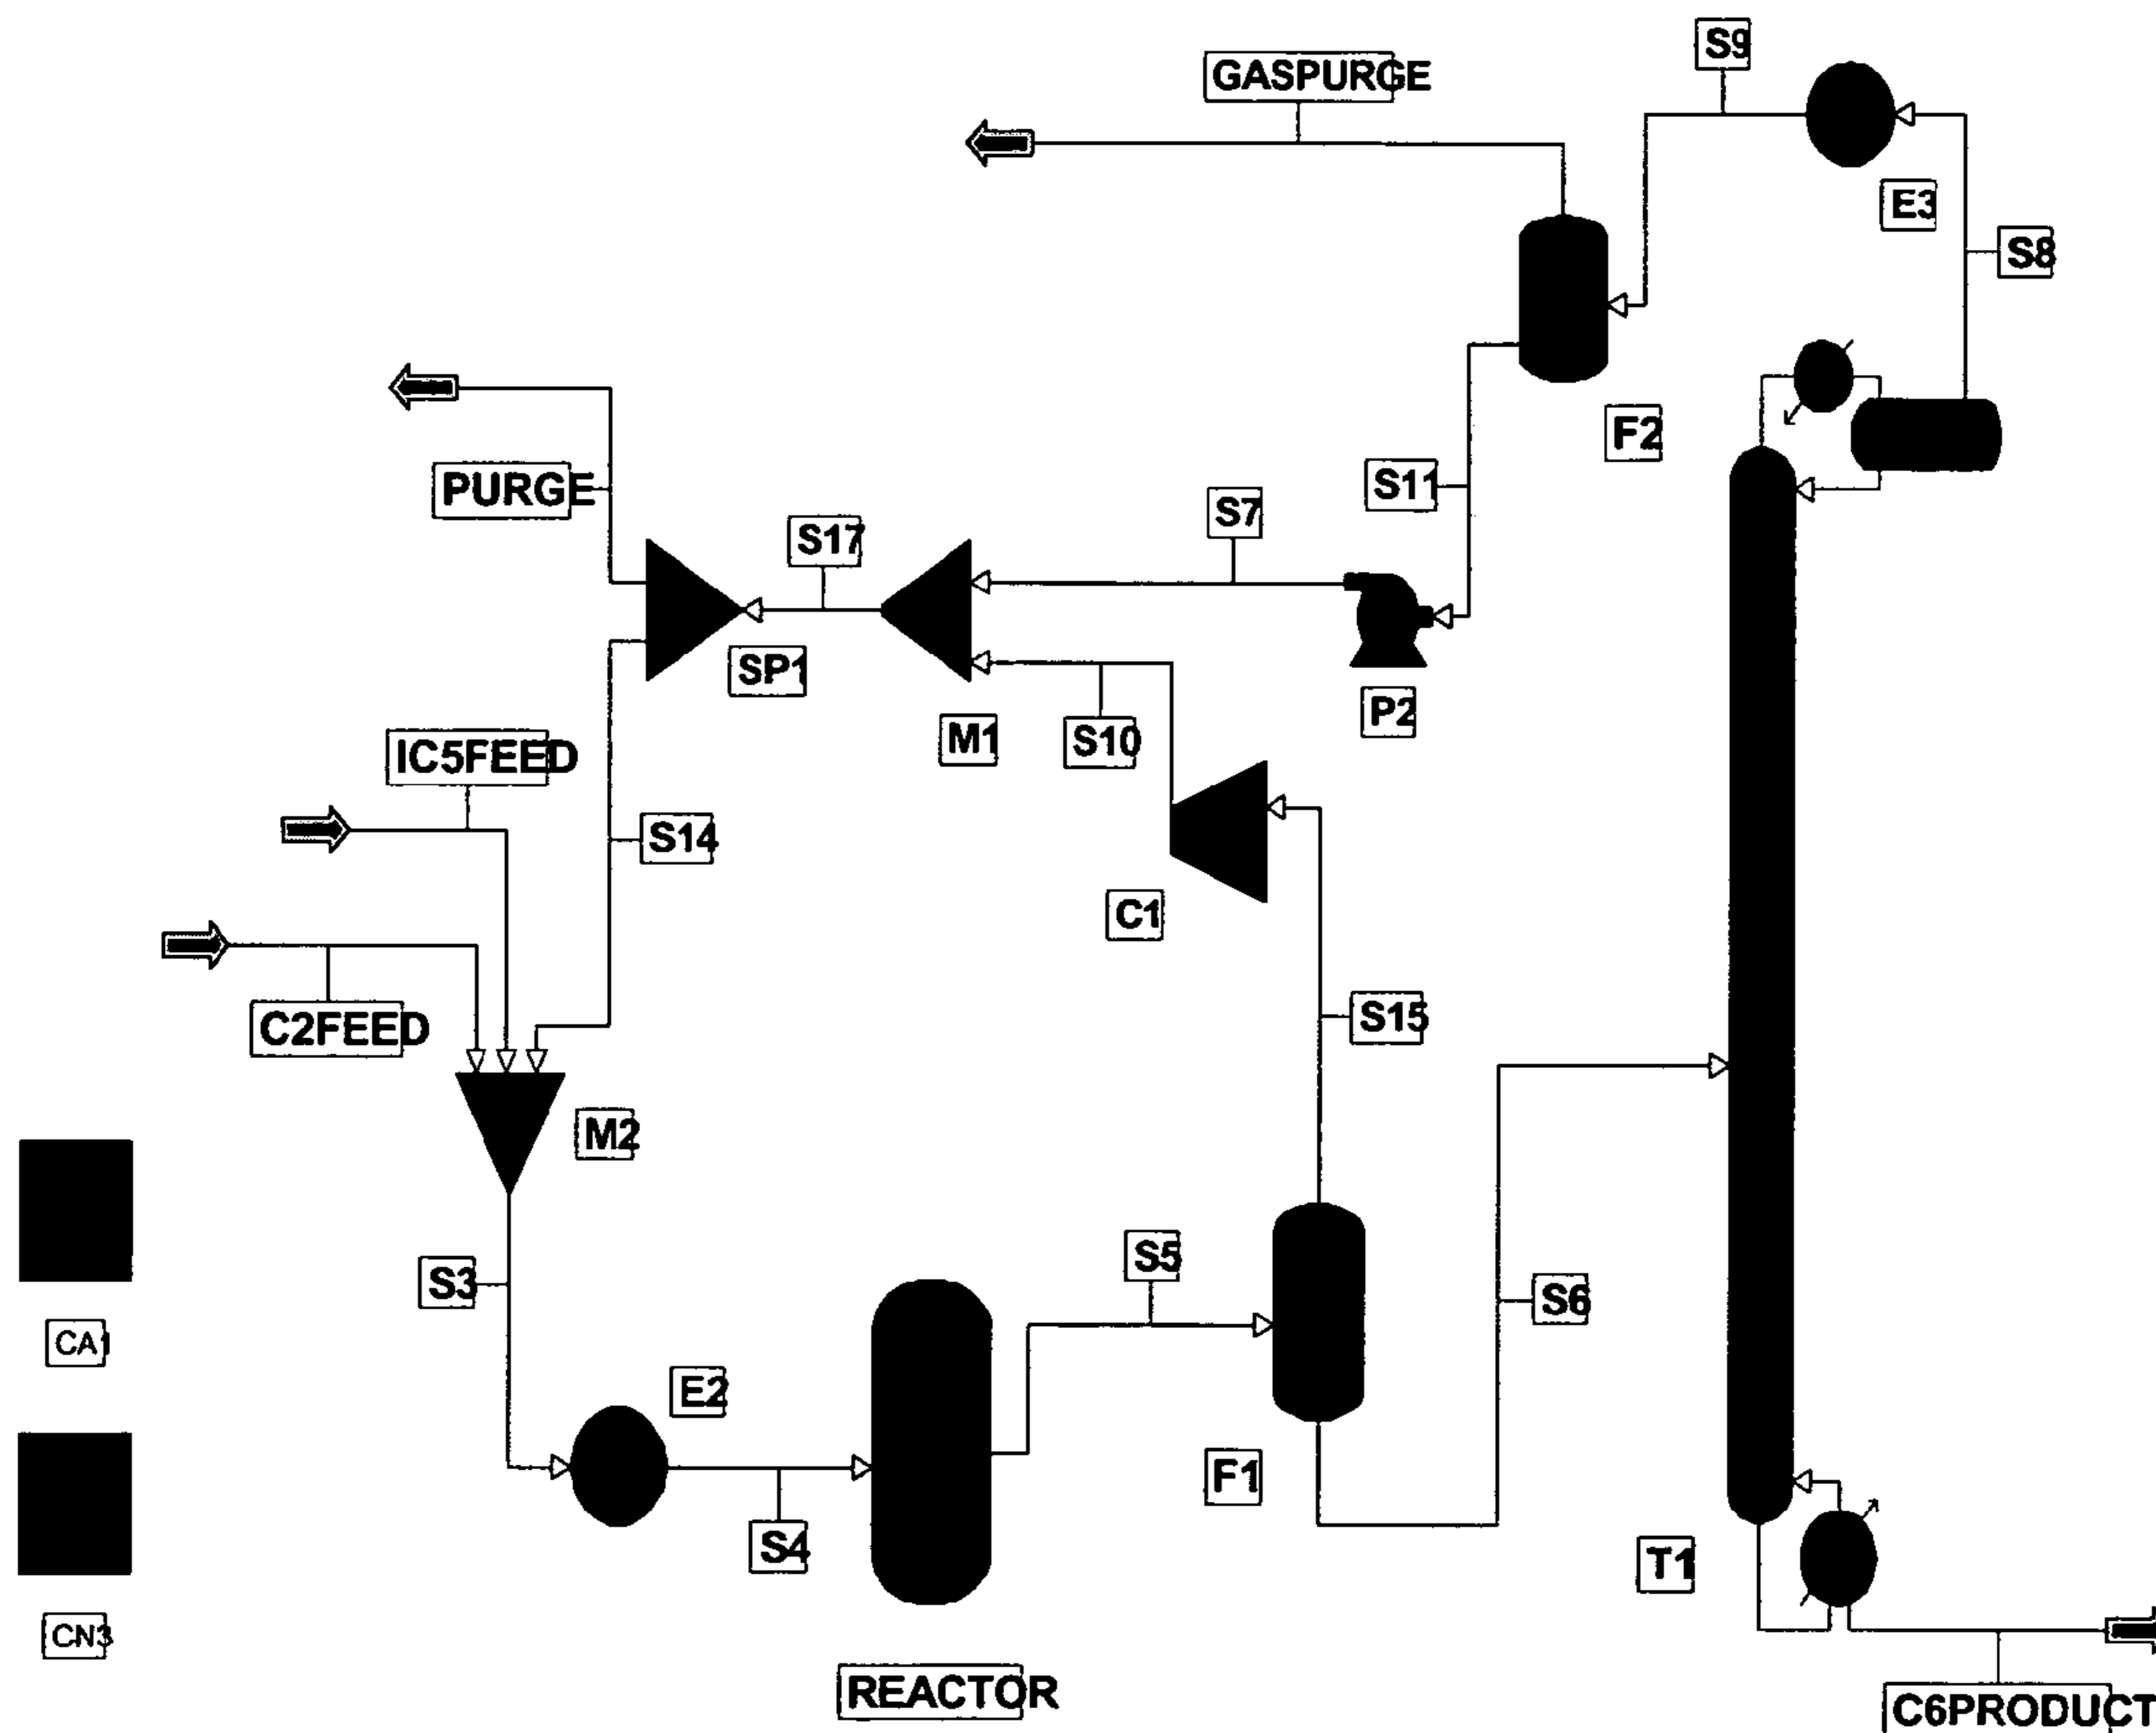 S9
GASPURGE
E3
S8
F2
PURGE
S11
S7
S17
SP1
P2
M1
S10
IC5FEED
S14
C1
C2FEED
S15
M2
S5
S3
S6
CA1
E2
F1
S4
T1
CN3
REACTOR
C6PRODUCT